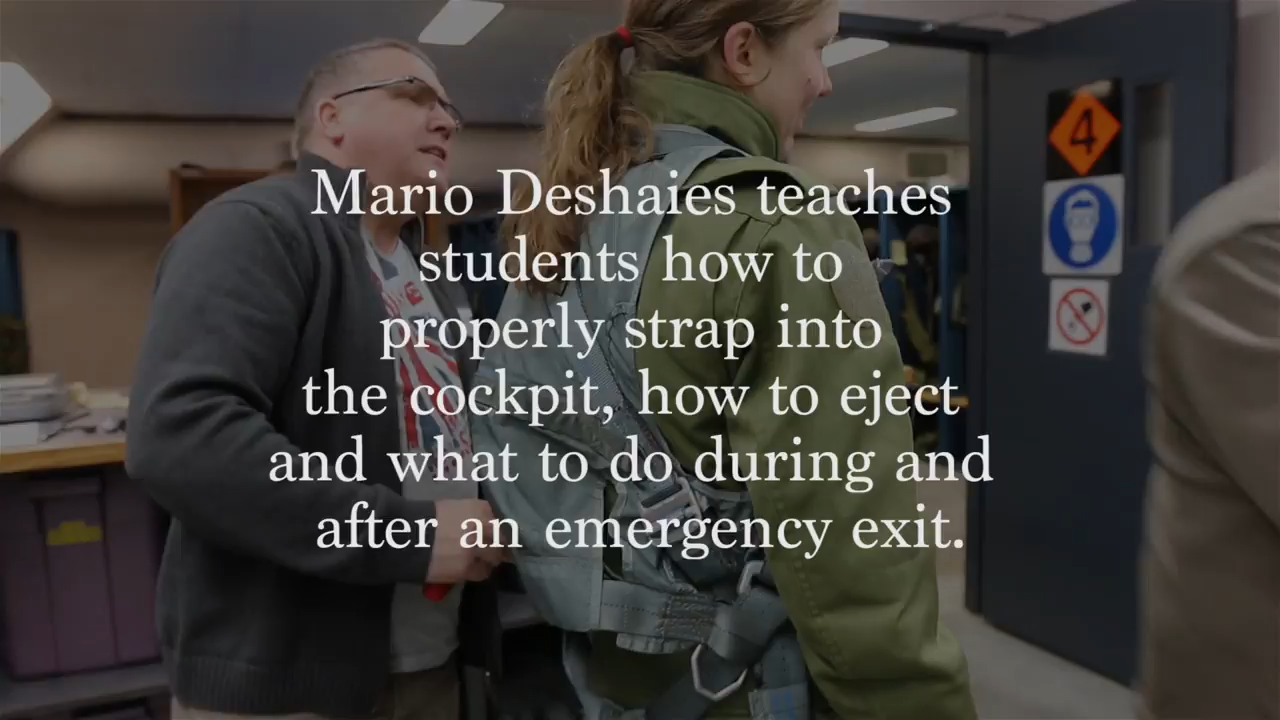 Mario Deshaies teaches
students how to
properly strap into
the cockpit, how to eject
and what to do during and
after an emergency exit.
4